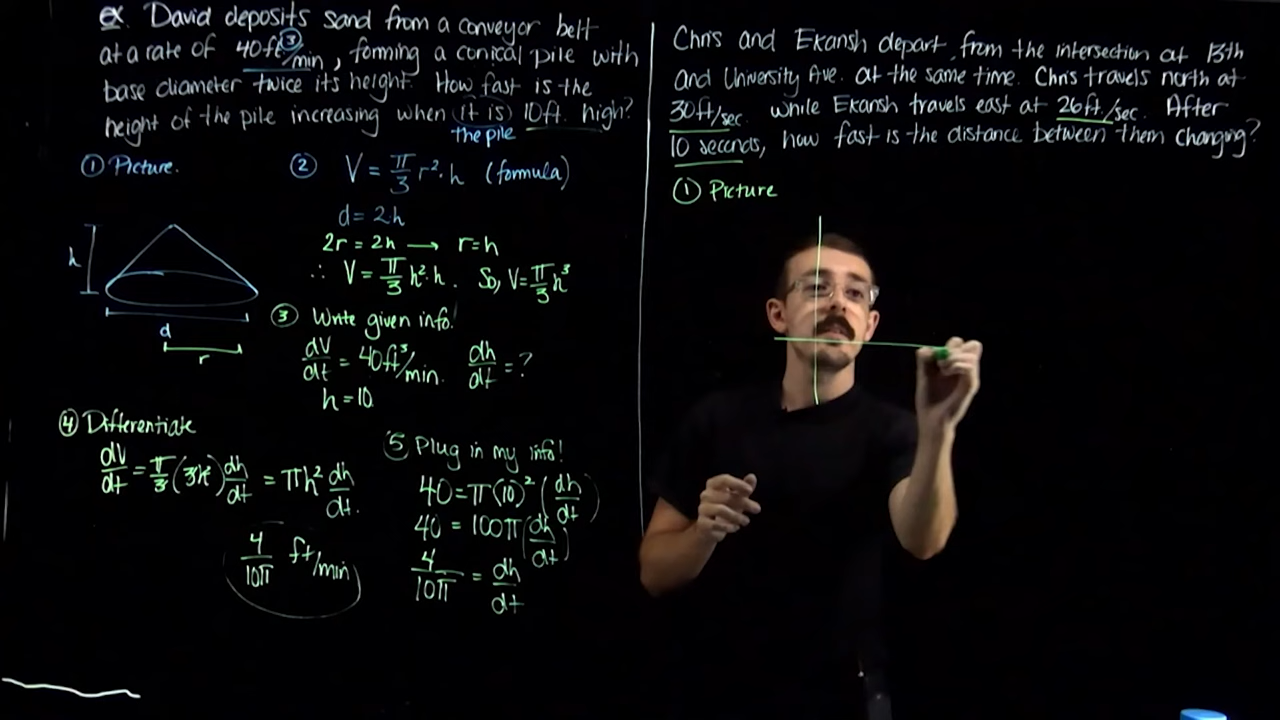 ex. David deposits sand from a conveyor belt
at a rate of 40ft³/min, forming a conical pile with
base diameter twice its height. How fast is the
height of the pile increasing when (it is) 10ft. high?
the pile
① Picture.
h
d
r
② V = π/3 r²·h (formula)
d = 2·h
2r = 2h → r=h
∴ V = π/3 h²·h. So, V = π/3 h³
③ Write given info!
dV/dt = 40ft³/min. dh/dt = ?
h = 10.
④ Differentiate
dV/dt = π/3 (3h²) dh/dt = πh² dh/dt.
4/10π ft/min
⑤ Plug in my info!
40 = π(10)² (dh/dt)
40 = 100π (dh/dt)
4/10π = dh/dt
Chris and Ekansh depart from the intersection at 13th
and University Ave. at the same time. Chris travels north at
30ft/sec. while Ekansh travels east at 26ft./sec. After
10 seconds, how fast is the distance between them changing?
① Picture